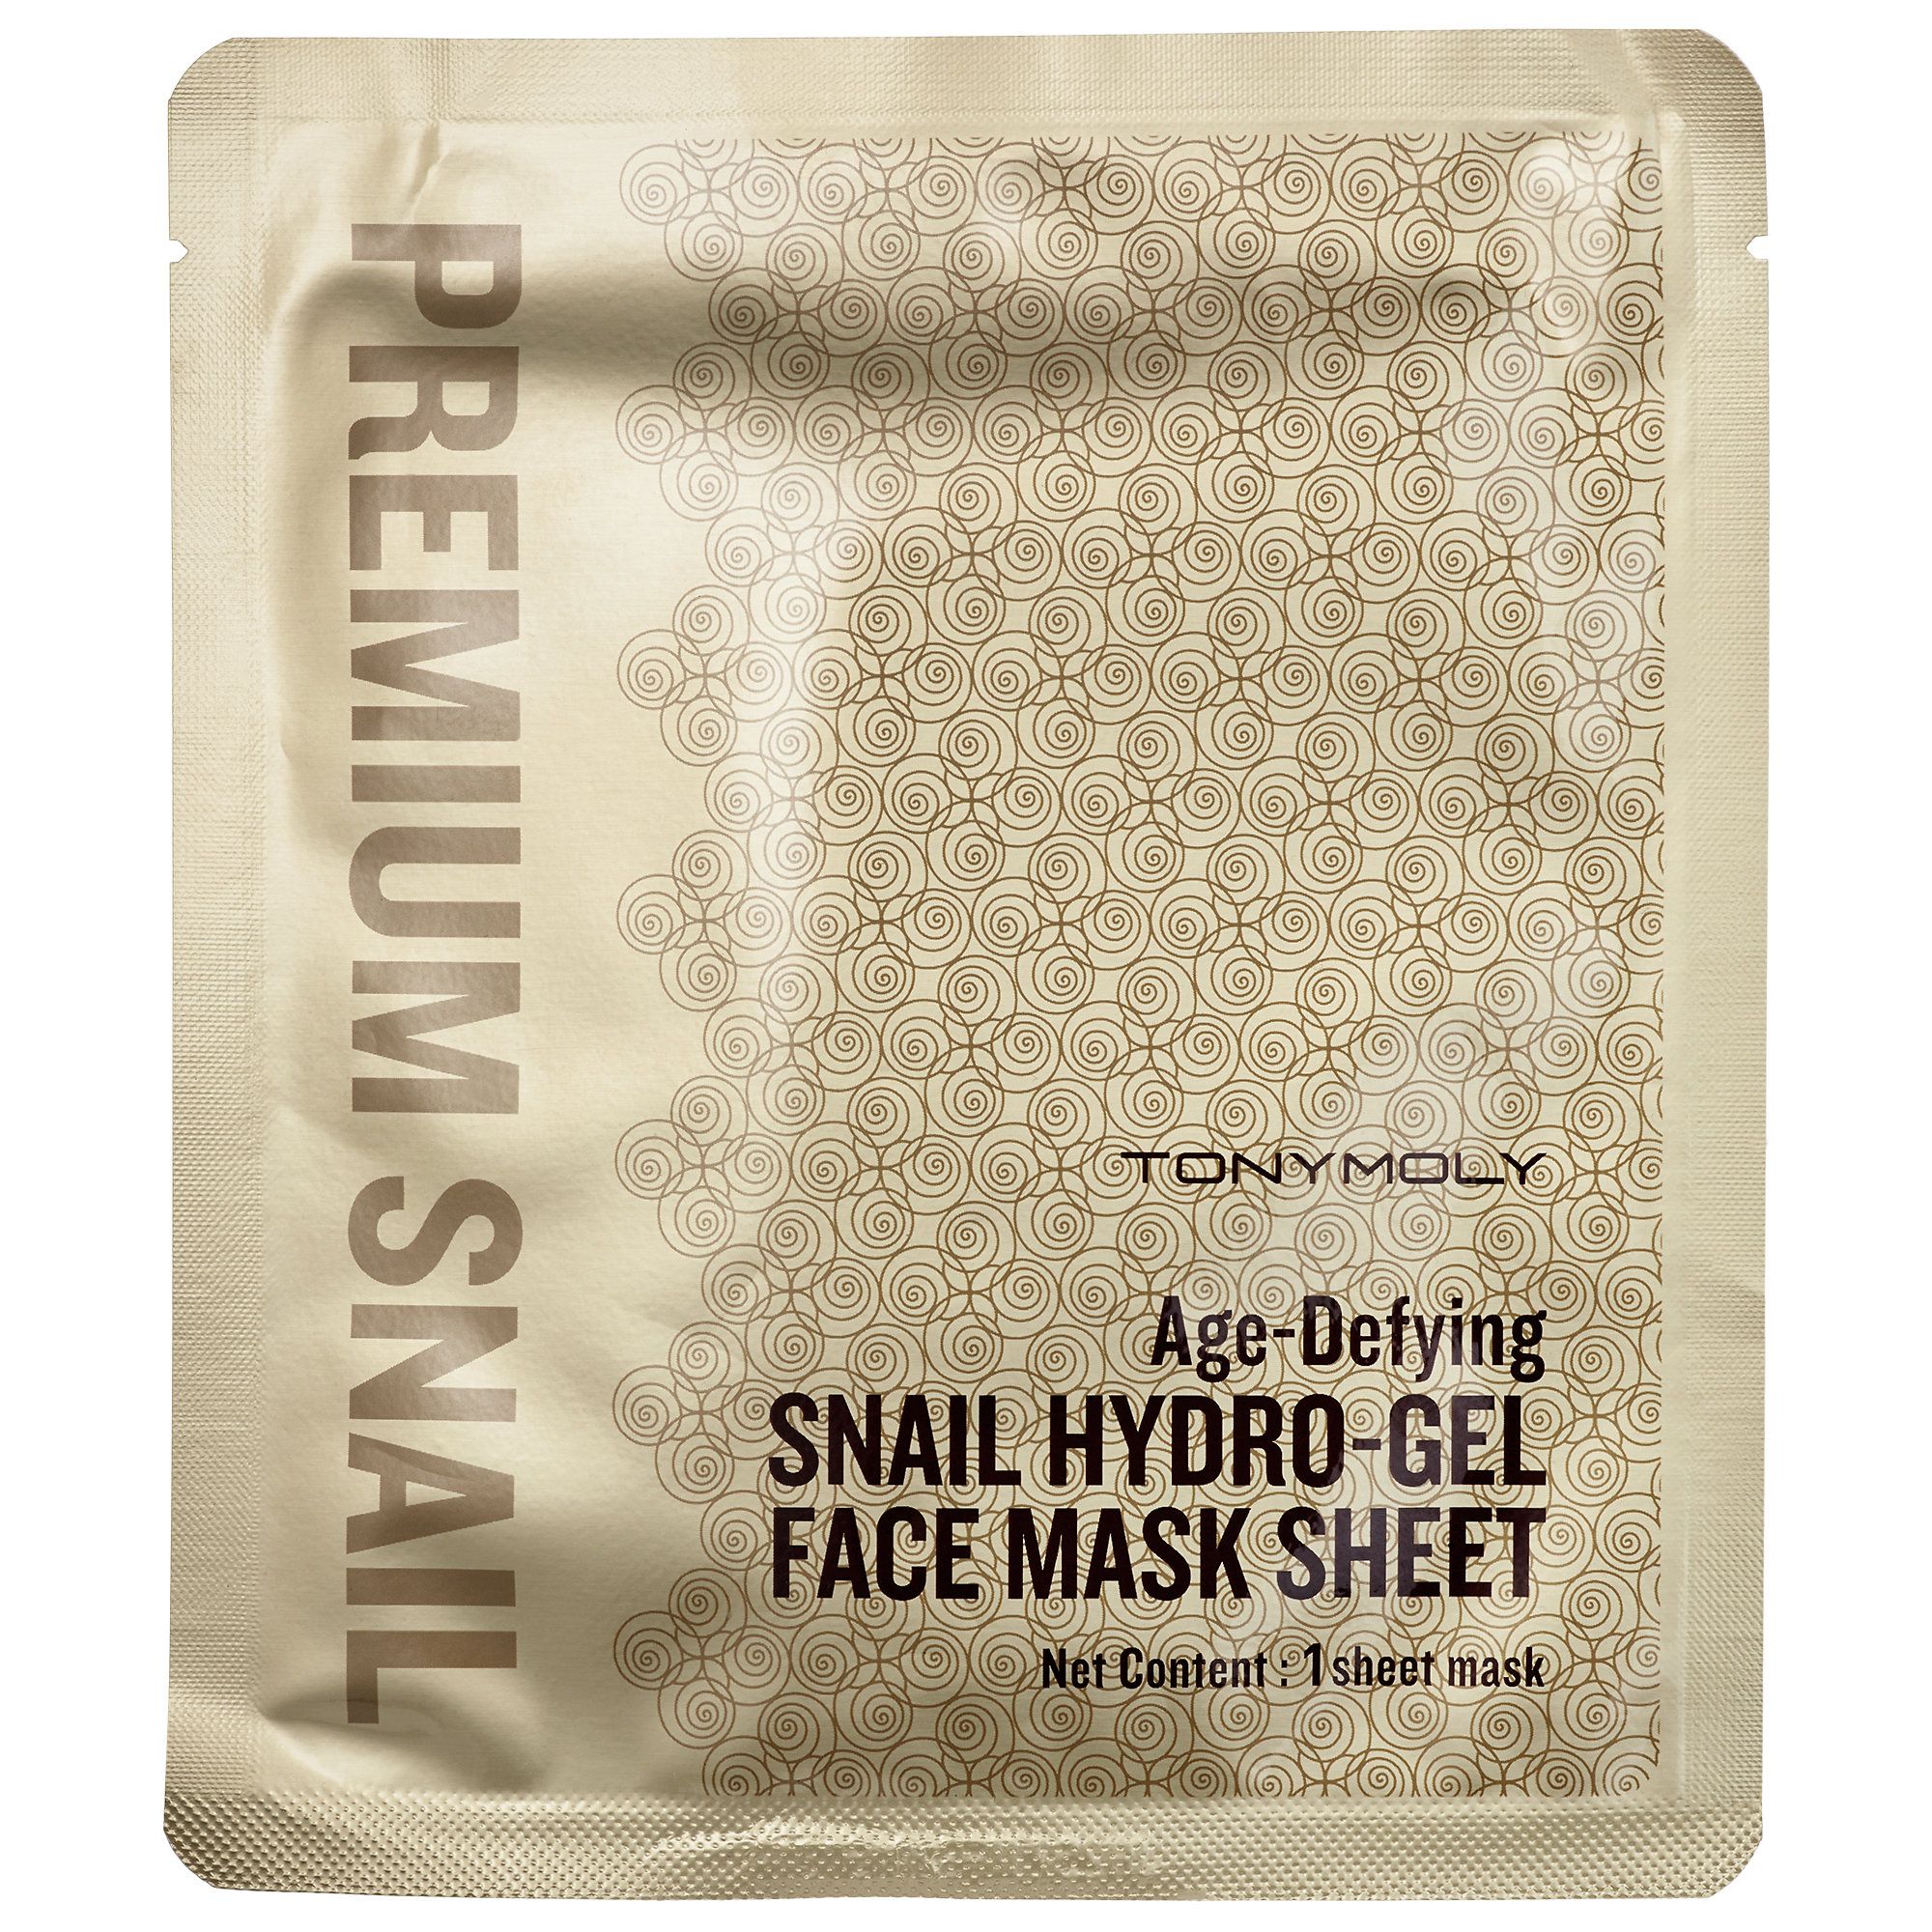 PREMIUM SNAIL
TONYMOLY
Age-Defying
SNAIL HYDRO-GEL
FACE MASK SHEET
Net Content : 1 sheet mask